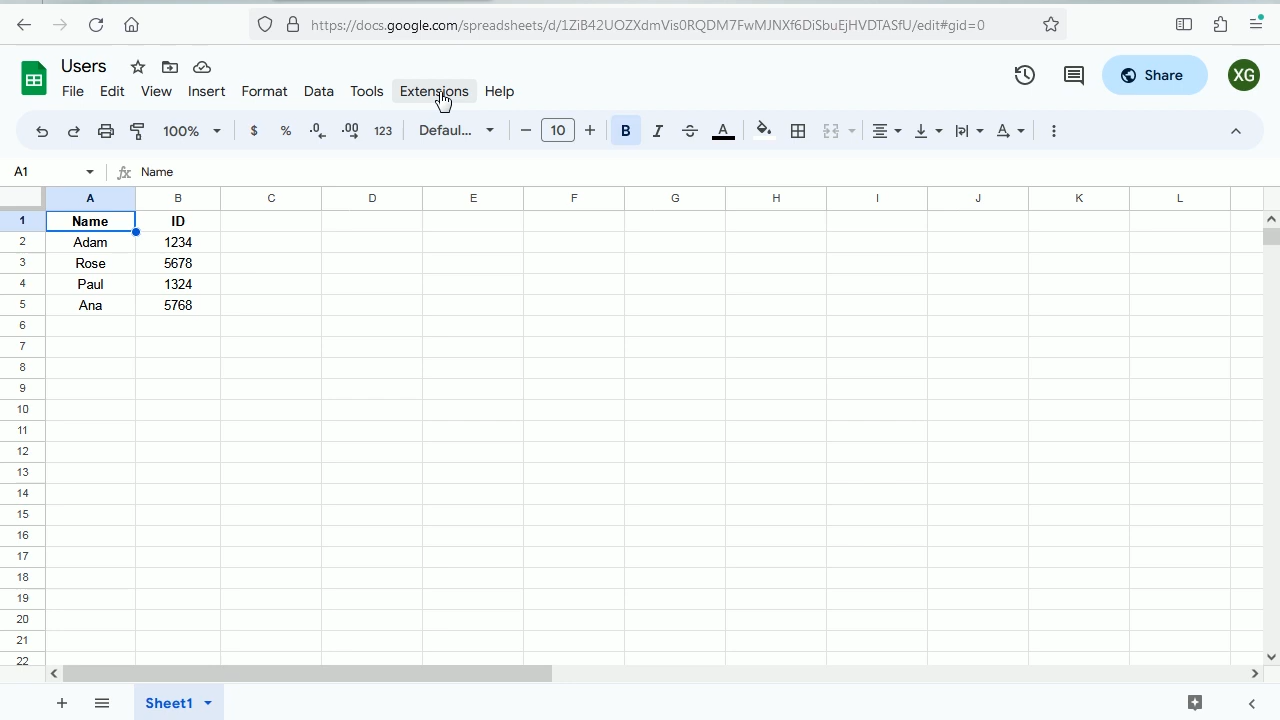 https://docs.google.com/spreadsheets/d/1ZiB42UOZXdmVis0RQDM7FwMJNXf6DiSbuEjHVDTASfU/edit#gid=0
Users
File Edit View Insert Format Data Tools Extensions Help
Share
XG
100% $ % .0 .00 123 Defaul... 10 B I S A A
A1 fx Name
A B C D E F G H I J K L
1 Name ID
2 Adam 1234
3 Rose 5678
4 Paul 1324
5 Ana 5768
6
7
8
9
10
11
12
13
14
15
16
17
18
19
20
21
22
Sheet1